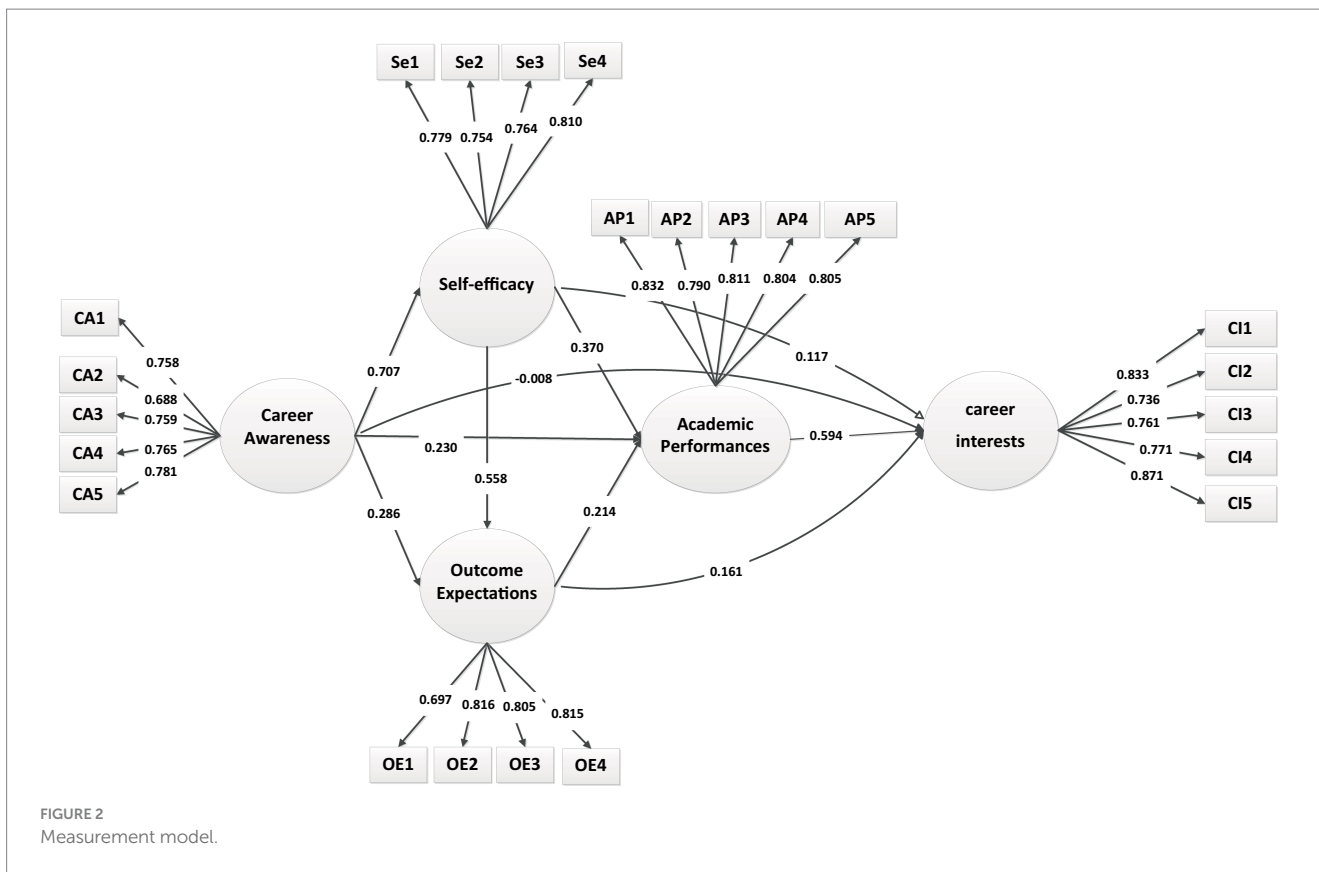 Se1 Se2 Se3 Se4
0.779 0.754 0.764 0.810
AP1 AP2 AP3 AP4 AP5
0.832 0.790 0.811 0.804 0.805
Self-efficacy
CA1
CA2
CA3
CA4
CA5
0.758
0.688
0.759
0.765
0.781
Career
Awareness
0.707
0.370
0.117
-0.008
0.230
0.558
0.286
0.214
Academic
Performances
0.594
career
interests
0.833
0.736
0.761
0.771
0.871
CI1
CI2
CI3
CI4
CI5
Outcome
Expectations
0.161
0.697 0.816 0.805 0.815
OE1 OE2 OE3 OE4
FIGURE 2
Measurement model.